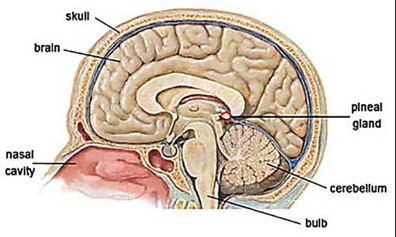 skull
brain
pineal
gland
nasal
cavity
cerebellum
bulb